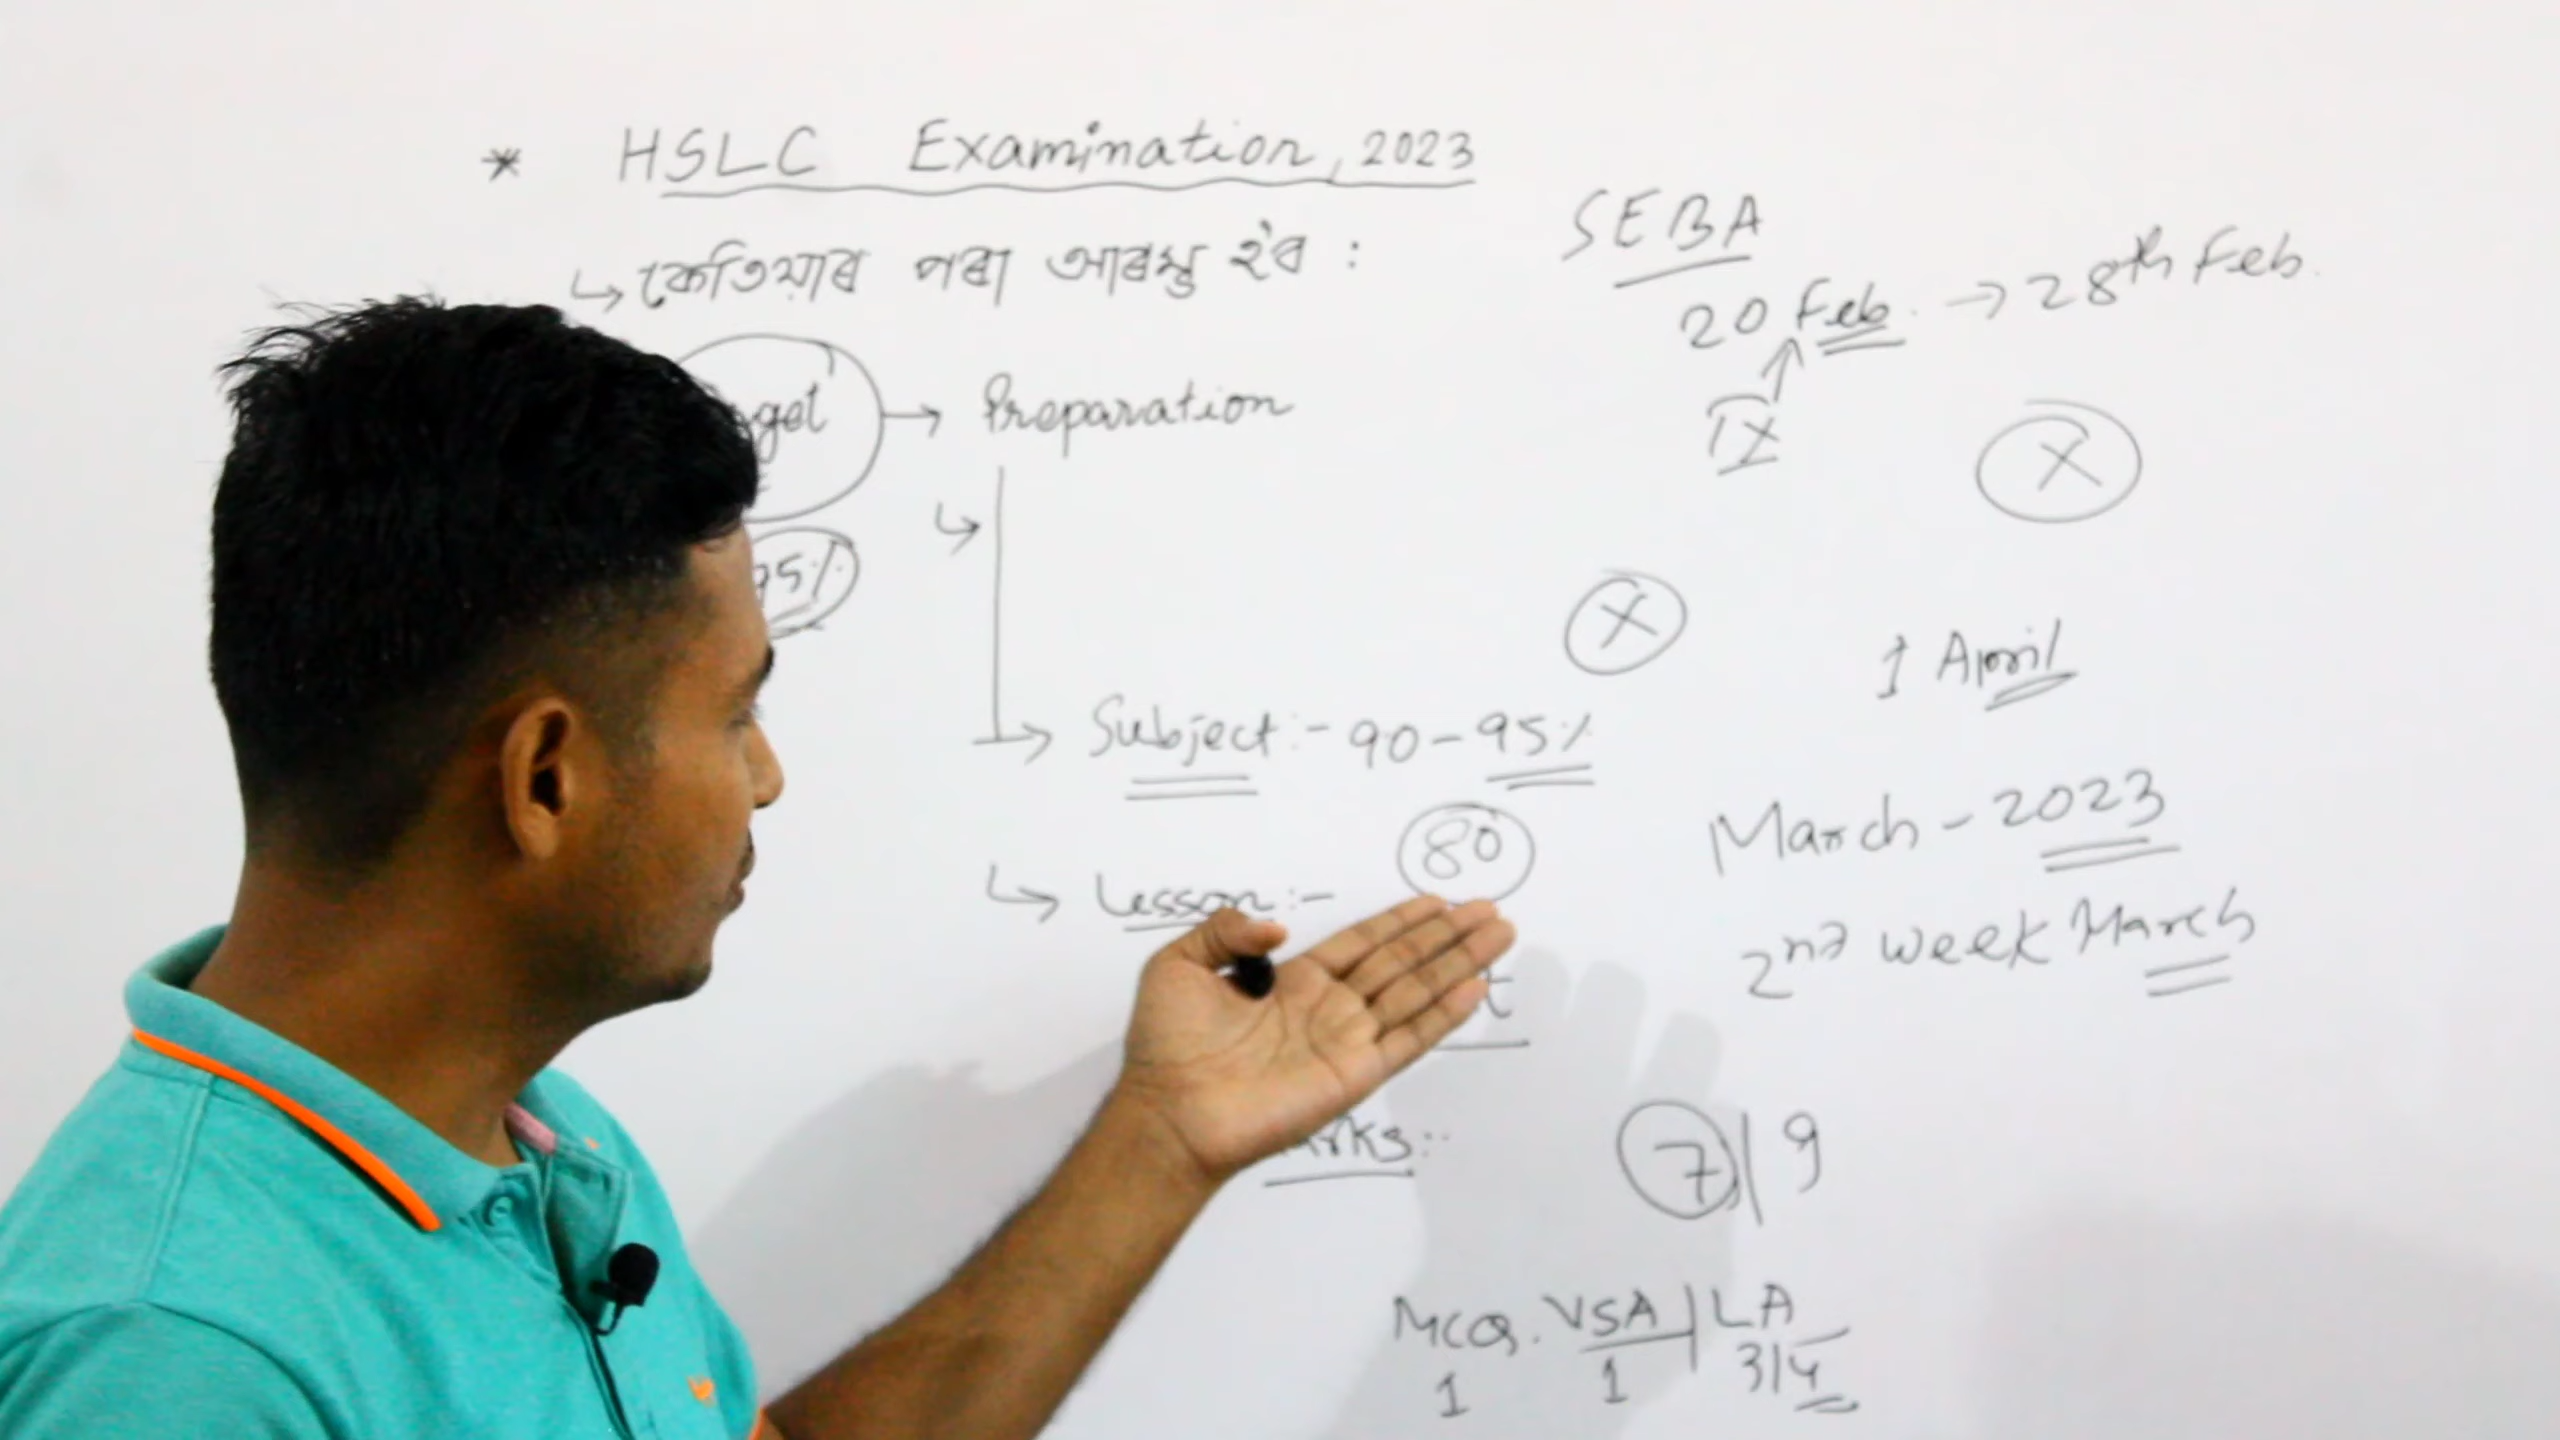 * HSLC Examination, 2023
↳ কেতিয়াৰ পৰা আৰম্ভ হ'ব :
→ Preparation
↳
95%
→ Subject :- 90-95%
80
↳ Lesson :-
SEBA
20 Feb. → 28th Feb.
IX
X
X
1 April
March - 2023
2nd week March
7 | 9
MCQ. VSA | LA
1 1 3/4